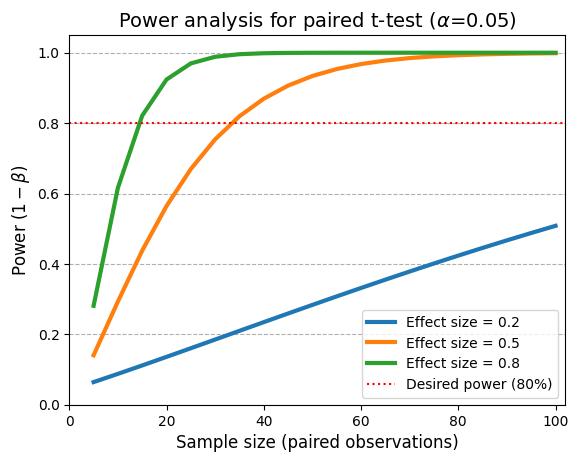 Power analysis for paired t-test (α=0.05)
Power (1 − β)
1.0
0.8
0.6
0.4
0.2
0.0
0 20 40 60 80 100
Sample size (paired observations)
Effect size = 0.2
Effect size = 0.5
Effect size = 0.8
Desired power (80%)